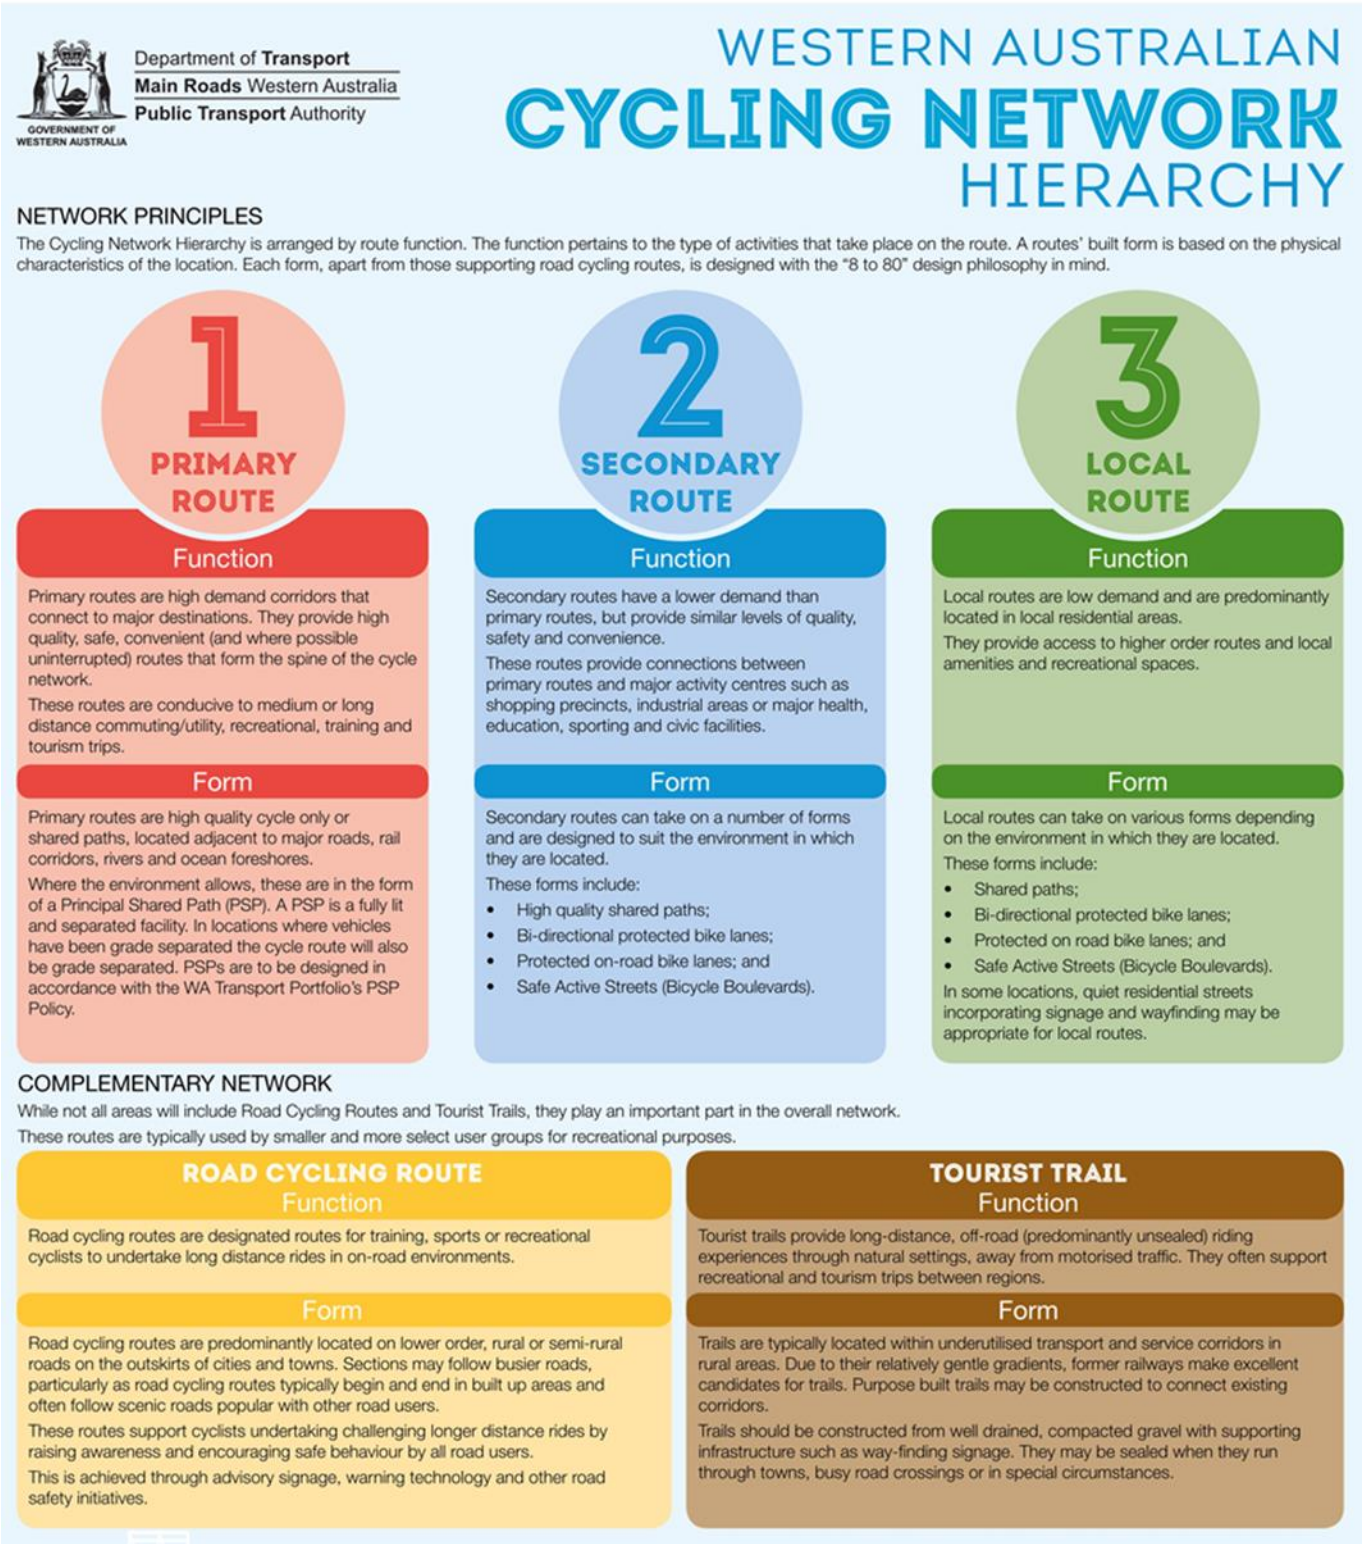 Department of Transport
Main Roads Western Australia
Public Transport Authority
GOVERNMENT OF
WESTERN AUSTRALIA
WESTERN AUSTRALIAN
CYCLING NETWORK
HIERARCHY
NETWORK PRINCIPLES
The Cycling Network Hierarchy is arranged by route function. The function pertains to the type of activities that take place on the route. A routes' built form is based on the physical
characteristics of the location. Each form, apart from those supporting road cycling routes, is designed with the "8 to 80" design philosophy in mind.
1
PRIMARY
ROUTE
Function
Primary routes are high demand corridors that
connect to major destinations. They provide high
quality, safe, convenient (and where possible
uninterrupted) routes that form the spine of the cycle
network.
These routes are conducive to medium or long
distance commuting/utility, recreational, training and
tourism trips.
Form
Primary routes are high quality cycle only or
shared paths, located adjacent to major roads, rail
corridors, rivers and ocean foreshores.
Where the environment allows, these are in the form
of a Principal Shared Path (PSP). A PSP is a fully lit
and separated facility. In locations where vehicles
have been grade separated the cycle route will also
be grade separated. PSPs are to be designed in
accordance with the WA Transport Portfolio's PSP
Policy.
2
SECONDARY
ROUTE
Function
Secondary routes have a lower demand than
primary routes, but provide similar levels of quality,
safety and convenience.
These routes provide connections between
primary routes and major activity centres such as
shopping precincts, industrial areas or major health,
education, sporting and civic facilities.
Form
Secondary routes can take on a number of forms
and are designed to suit the environment in which
they are located.
These forms include:
• High quality shared paths;
• Bi-directional protected bike lanes;
• Protected on-road bike lanes; and
• Safe Active Streets (Bicycle Boulevards).
3
LOCAL
ROUTE
Function
Local routes are low demand and are predominantly
located in local residential areas.
They provide access to higher order routes and local
amenities and recreational spaces.
Form
Local routes can take on various forms depending
on the environment in which they are located.
These forms include:
• Shared paths;
• Bi-directional protected bike lanes;
• Protected on road bike lanes; and
• Safe Active Streets (Bicycle Boulevards).
In some locations, quiet residential streets
incorporating signage and wayfinding may be
appropriate for local routes.
COMPLEMENTARY NETWORK
While not all areas will include Road Cycling Routes and Tourist Trails, they play an important part in the overall network.
These routes are typically used by smaller and more select user groups for recreational purposes.
ROAD CYCLING ROUTE
Function
Road cycling routes are designated routes for training, sports or recreational
cyclists to undertake long distance rides in on-road environments.
Form
Road cycling routes are predominantly located on lower order, rural or semi-rural
roads on the outskirts of cities and towns. Sections may follow busier roads,
particularly as road cycling routes typically begin and end in built up areas and
often follow scenic roads popular with other road users.
These routes support cyclists undertaking challenging longer distance rides by
raising awareness and encouraging safe behaviour by all road users.
This is achieved through advisory signage, warning technology and other road
safety initiatives.
TOURIST TRAIL
Function
Tourist trails provide long-distance, off-road (predominantly unsealed) riding
experiences through natural settings, away from motorised traffic. They often support
recreational and tourism trips between regions.
Form
Trails are typically located within underutilised transport and service corridors in
rural areas. Due to their relatively gentle gradients, former railways make excellent
candidates for trails. Purpose built trails may be constructed to connect existing
corridors.
Trails should be constructed from well drained, compacted gravel with supporting
infrastructure such as way-finding signage. They may be sealed when they run
through towns, busy road crossings or in special circumstances.